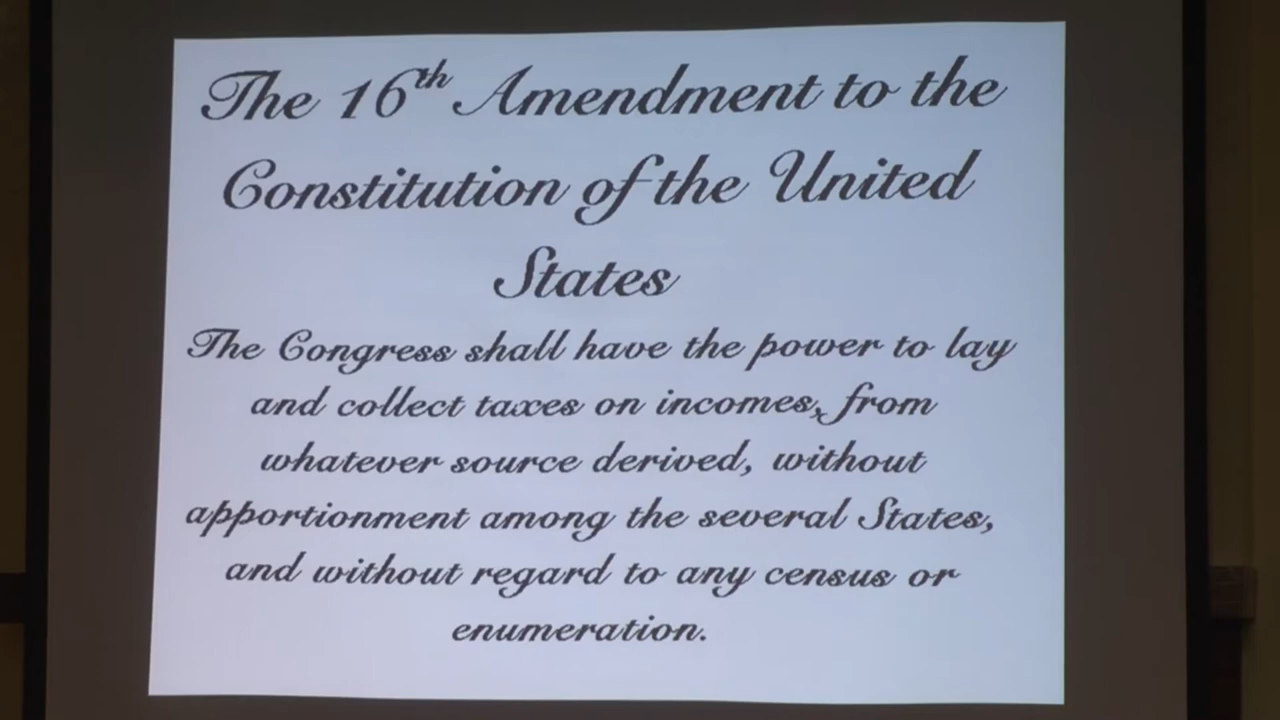 The 16th Amendment to the
Constitution of the United
States
The Congress shall have the power to lay
and collect taxes on incomes, from
whatever source derived, without
apportionment among the several States,
and without regard to any census or
enumeration.